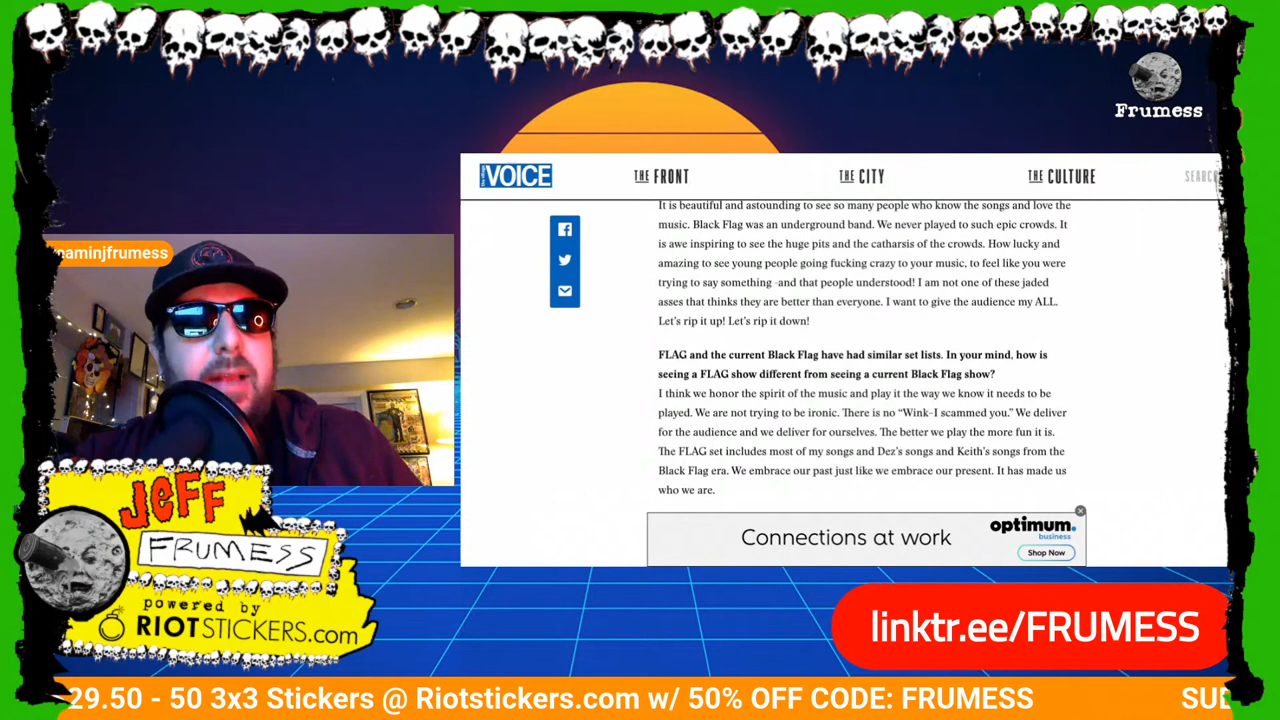 Frumess
the village VOICE
THE FRONT
THE CITY
THE CULTURE
SEARC
It is beautiful and astounding to see so many people who know the songs and love the
music. Black Flag was an underground band. We never played to such epic crowds. It
is awe inspiring to see the huge pits and the catharsis of the crowds. How lucky and
amazing to see young people going fucking crazy to your music, to feel like you were
trying to say something -and that people understood! I am not one of these jaded
asses that thinks they are better than everyone. I want to give the audience my ALL.
Let's rip it up! Let's rip it down!
FLAG and the current Black Flag have had similar set lists. In your mind, how is
seeing a FLAG show different from seeing a current Black Flag show?
I think we honor the spirit of the music and play it the way we know it needs to be
played. We are not trying to be ironic. There is no “Wink-I scammed you.” We deliver
for the audience and we deliver for ourselves. The better we play the more fun it is.
The FLAG set includes most of my songs and Dez's songs and Keith's songs from the
Black Flag era. We embrace our past just like we embrace our present. It has made us
who we are.
Connections at work
optimum.
business
Shop Now
eaminjfrumess
JEFF
FRUMESS
powered by
RIOTSTICKERS.com
linktr.ee/FRUMESS
29.50 - 50 3x3 Stickers @ Riotstickers.com w/ 50% OFF CODE: FRUMESS
SUB